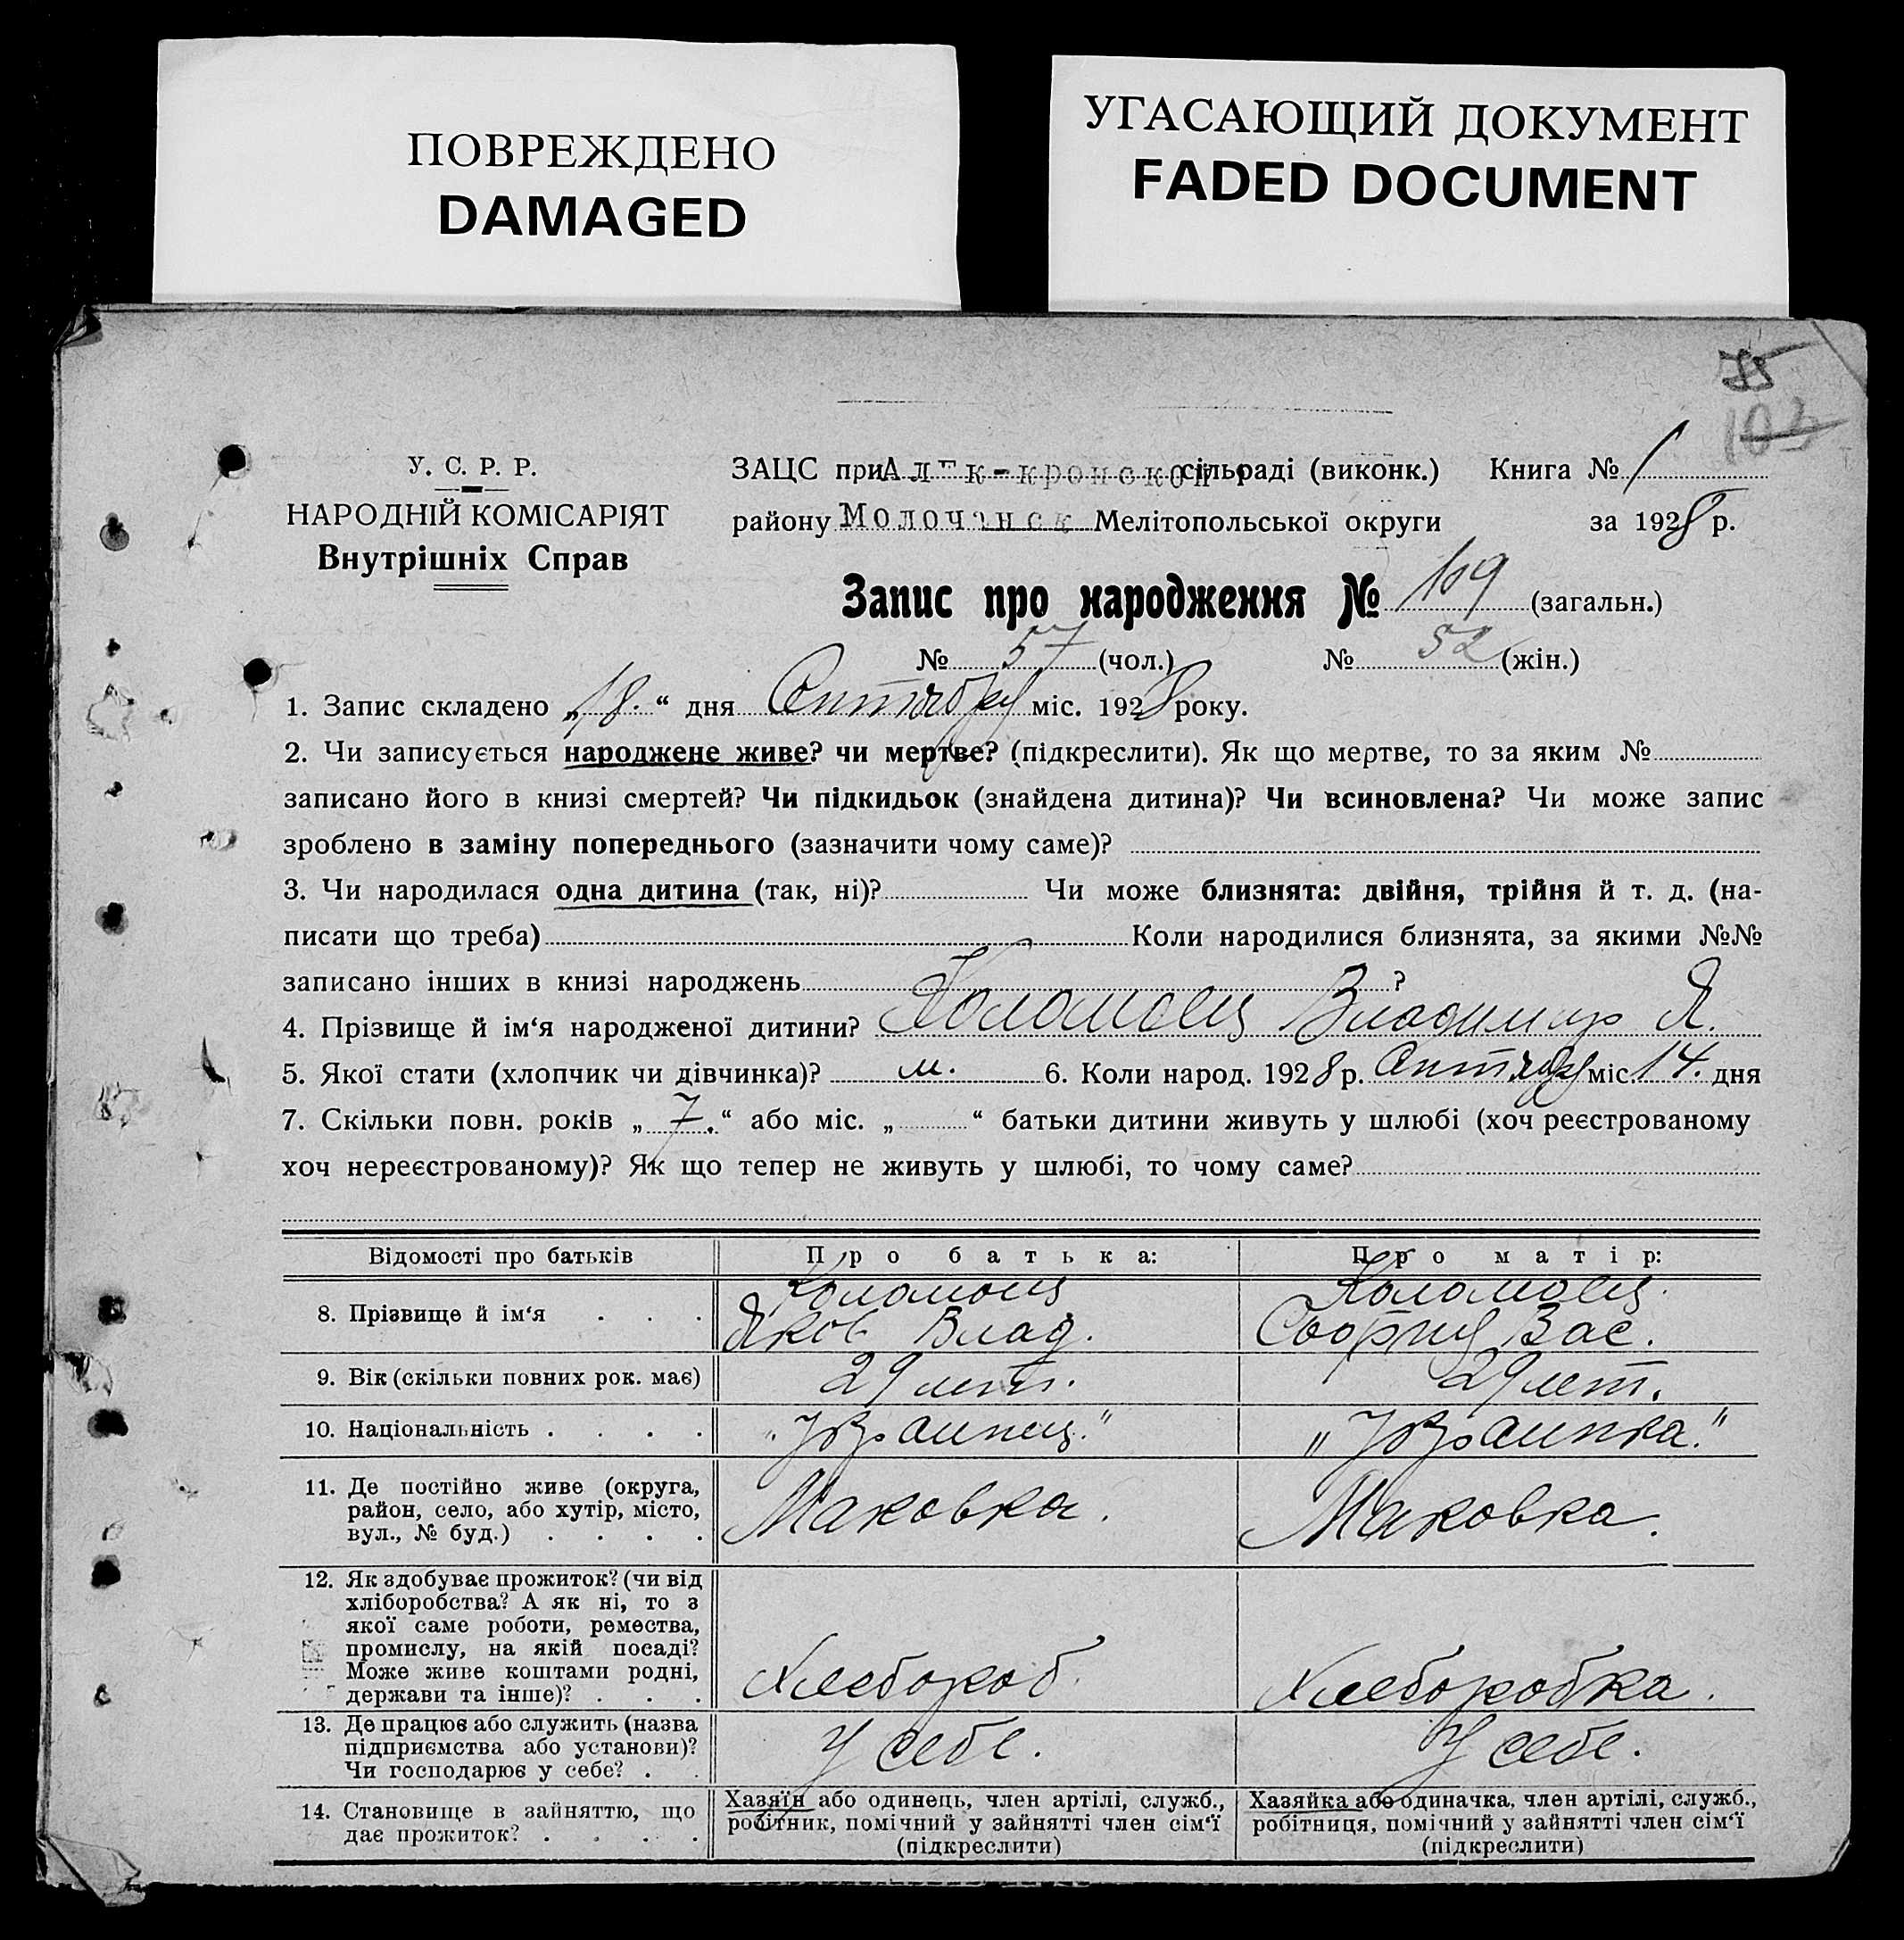 ПОВРЕЖДЕНО
DAMAGED
УГАСАЮЩИЙ ДОКУМЕНТ
FADED DOCUMENT
75
103
У. С. Р. Р.
НАРОДНІЙ КОМІСАРІЯТ
Внутрішніх Справ
ЗАЦС при сільраді (виконк.) Книга № 1
району Молочанск Мелітопольської округи за 1928 р.
Запис про народження № 109 (загальн.)
№ 57 (чол.) № 52 (жін.)
1. Запис складено „18.“ дня міс. 1928 року.
2. Чи записується народжене живе? чи мертве? (підкреслити). Як що мертве, то за яким №
записано його в книзі смертей? Чи підкидьок (знайдена дитина)? Чи всиновлена? Чи може запис
зроблено в заміну попереднього (зазначити чому саме)?
3. Чи народилася одна дитина (так, ні)? Чи може близнята: двійня, трійня й т. д. (на-
писати що треба) Коли народилися близнята, за якими №№
записано інших в книзі народжень ?
4. Прізвище й ім‘я народженої дитини? Коломоец Владимир Я.
5. Якої стати (хлопчик чи дівчинка)? м. 6. Коли народ. 1928 р. міс. 14. дня
7. Скільки повн. років „7.“ або міс. „ “ батьки дитини живуть у шлюбі (хоч реєстрованому
хоч нереєстрованому)? Як що тепер не живуть у шлюбі, то чому саме?
Відомості про батьків Про батька: Про матір:
8. Прізвище й ім‘я . . . Коломоец Яков Влад. Коломоец София Вас.
9. Вік (скільки повних рок. має) 29 лет. 29 лет.
10. Національність . . . . „Украинец.“ „Украинка.“
11. Де постійно живе (округа,
район, село, або хутір, місто,
вул., № буд.) . . . . Маковка. Маковка.
12. Як здобуває прожиток? (чи від
хліборобства? А як ні, то з
якої саме роботи, ремества,
промислу, на якій посаді?
Може живе коштами родні,
держави та інше)? . . . Хлебороб. Хлеборобка.
13. Де працює або служить (назва
підприємства або установи)?
Чи господарює у себе? . . У себе. У себе.
14. Становище в зайняттю, що
дає прожиток? . . . .
Хазяїн або одинець, член артілі, служб.,
робітник, помічний у зайнятті член сім‘ї
(підкреслити)
Хазяйка або одиначка, член артілі, служб.,
робітниця, помічний у зайнятті член сім‘ї
(підкреслити)